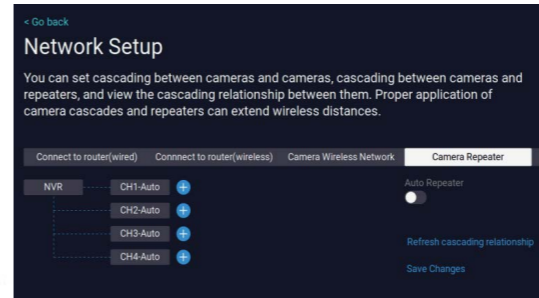 < Go back
Network Setup
You can set cascading between cameras and cameras, cascading between cameras and
repeaters, and view the cascading relationship between them. Proper application of
camera cascades and repeaters can extend wireless distances.
Connect to router(wired) Connnect to router(wireless) Camera Wireless Network Camera Repeater
NVR CH1-Auto Auto Repeater
CH2-Auto
CH3-Auto
Refresh cascading relationship
CH4-Auto
Save Changes